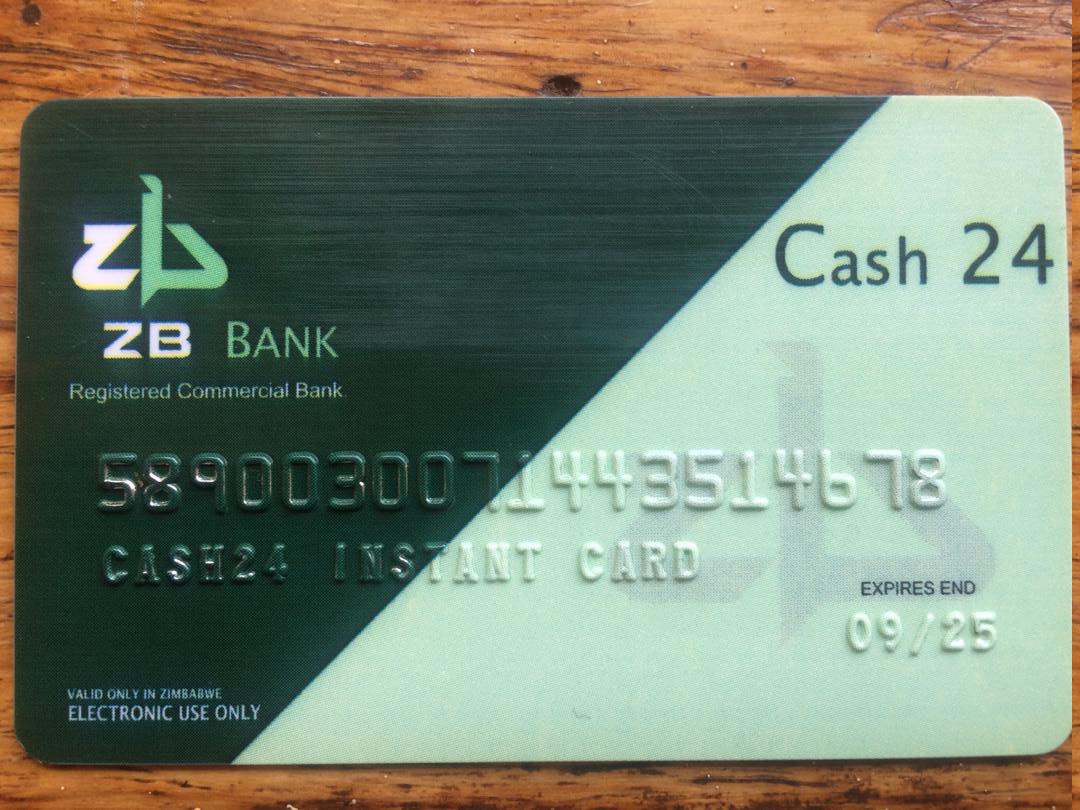 zb
ZB BANK
Registered Commercial Bank
Cash 24
5890030071443514678
CASH24 INSTANT CARD
EXPIRES END
09/25
VALID ONLY IN ZIMBABWE
ELECTRONIC USE ONLY